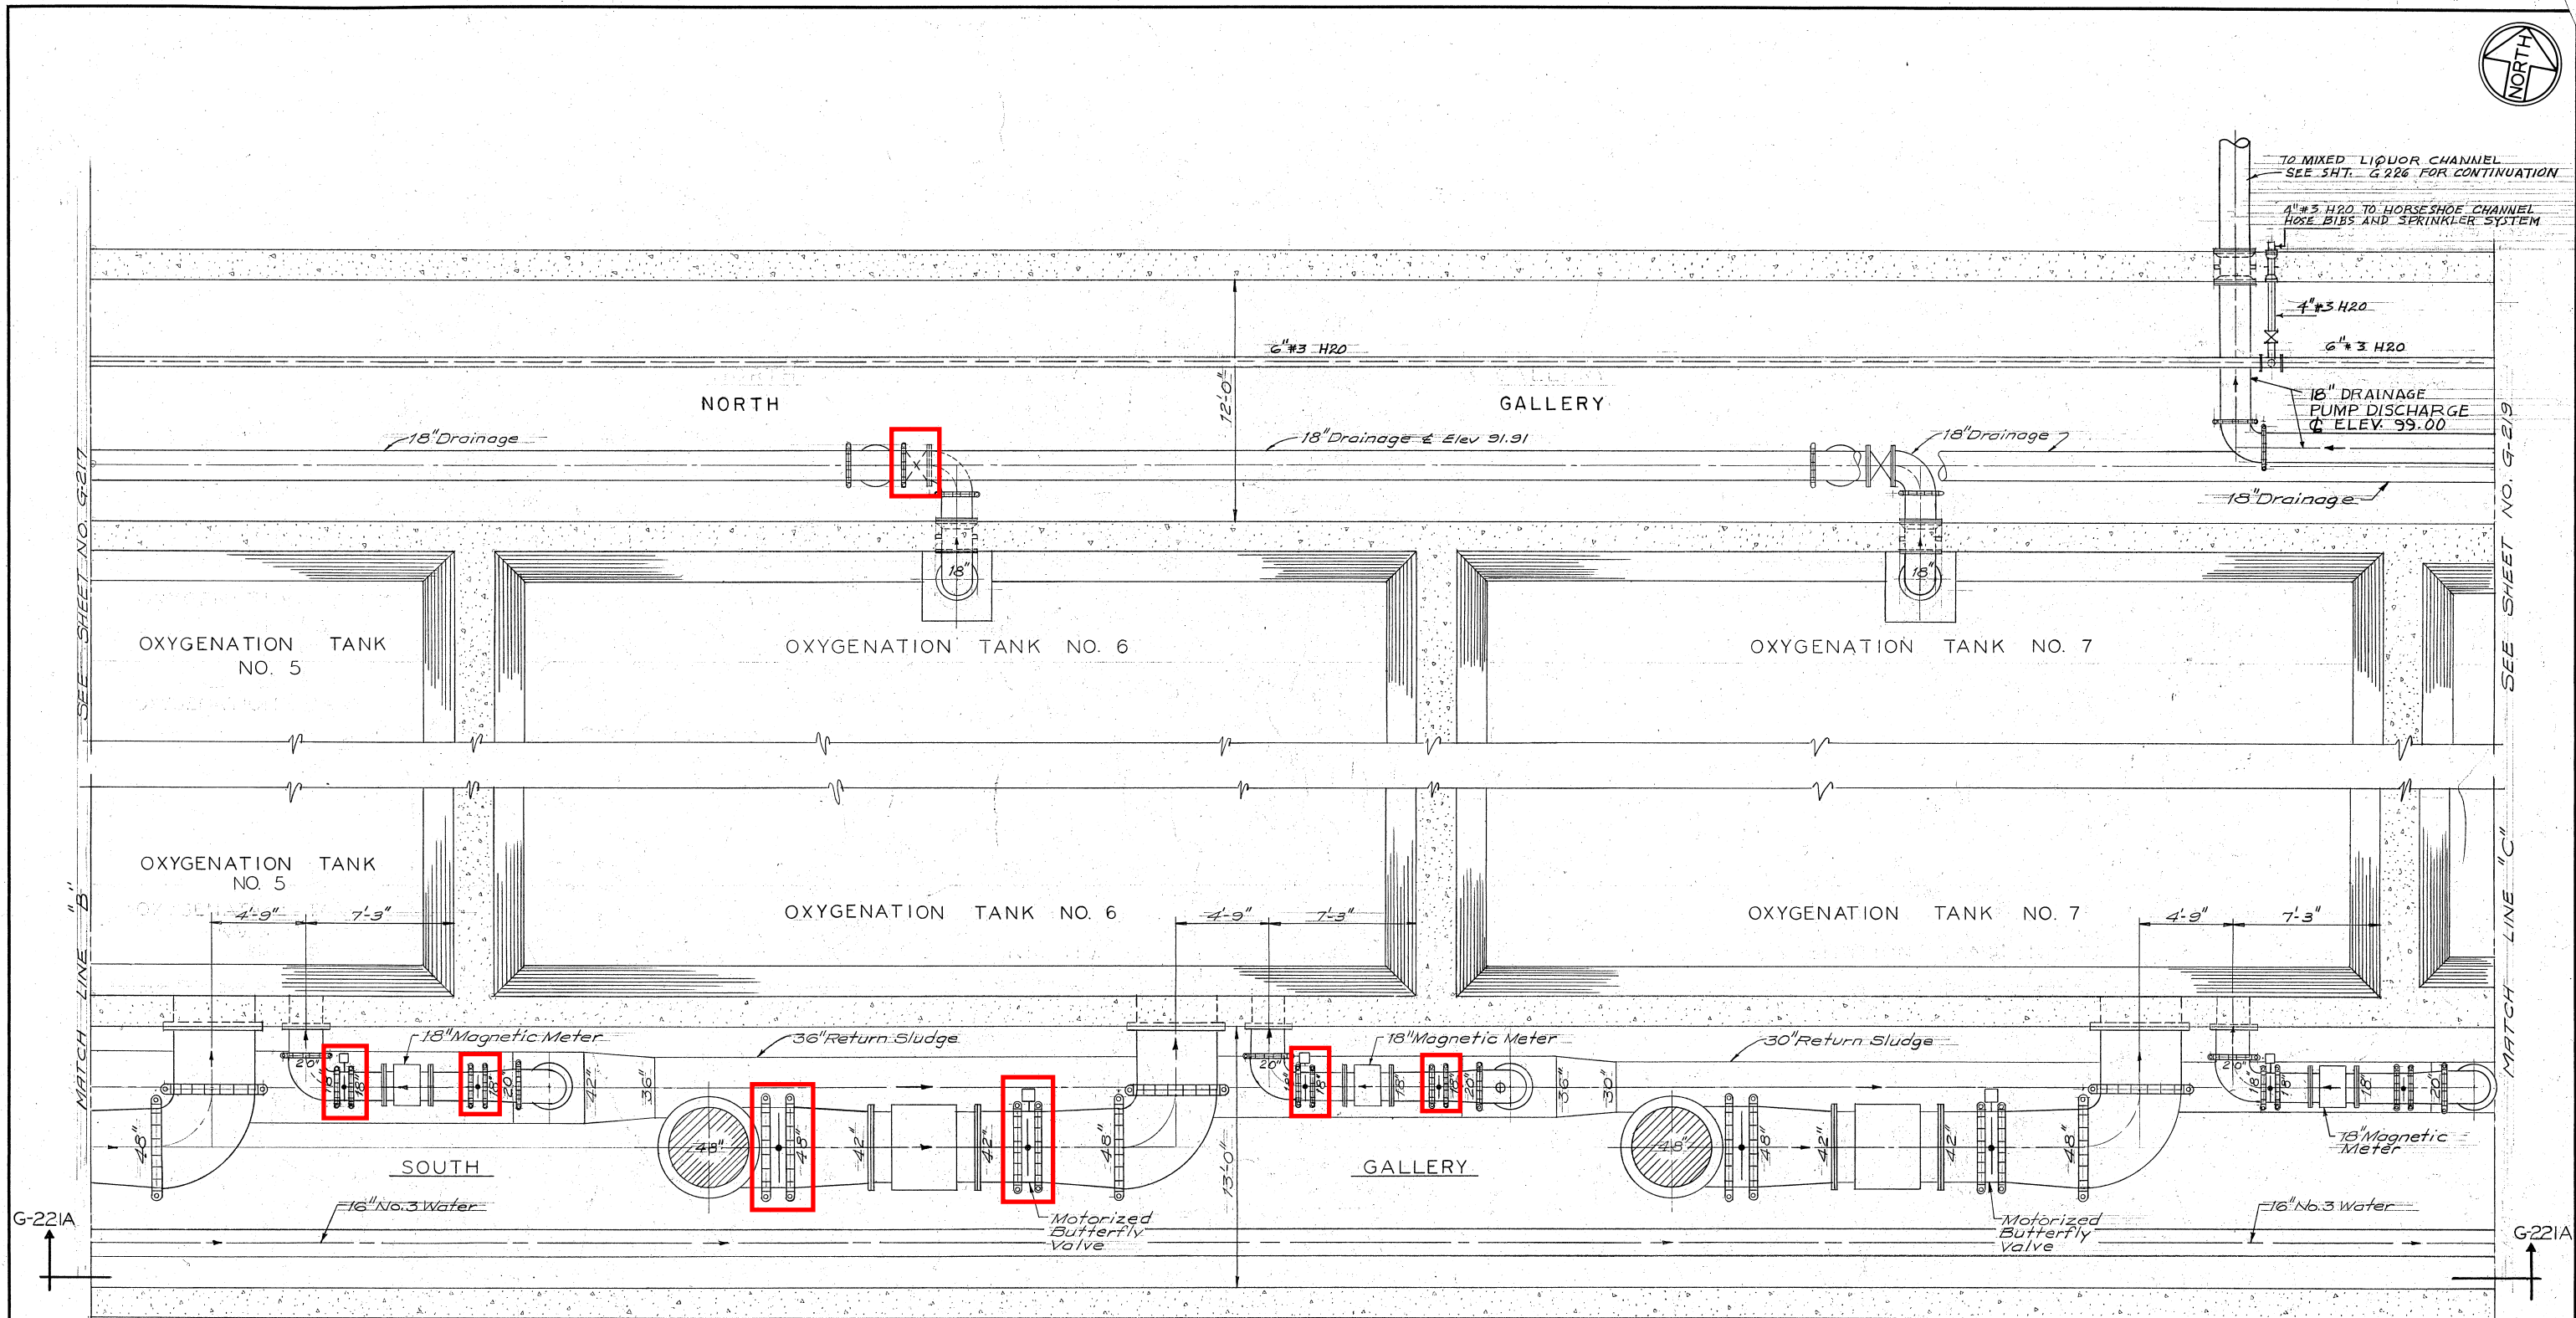 NORTH
TO MIXED LIQUOR CHANNEL
SEE SHT. G 226 FOR CONTINUATION
4" #3 H20 TO HORSESHOE CHANNEL
HOSE BIBS AND SPRINKLER SYSTEM
4" #3 H20
6" #3 H20
6" #3 H20
12'-0"
NORTH GALLERY
18" DRAINAGE
PUMP DISCHARGE
℄ ELEV. 99.00
18" Drainage
18" Drainage ℄ Elev 91.91
18" Drainage
18" Drainage
SEE SHEET NO. G-217
SEE SHEET NO. G-219
18"
18"
OXYGENATION TANK
NO. 5
OXYGENATION TANK NO. 6
OXYGENATION TANK NO. 7
OXYGENATION TANK
NO. 5
OXYGENATION TANK NO. 6
OXYGENATION TANK NO. 7
4'-9" 7'-3"
4'-9" 7'-3"
4'-9" 7'-3"
MATCH LINE "B"
MATCH LINE "C"
18" Magnetic Meter
36" Return Sludge
18" Magnetic Meter
30" Return Sludge
20"
18"
18"
18"
20"
42"
36"
20"
18"
18"
18"
18"
20"
36"
30"
20"
18"
18"
18"
20"
48"
48"
48"
42"
42"
48"
48"
48"
42"
42"
48"
18" Magnetic
Meter
SOUTH GALLERY
13'-0"
16" No. 3 Water
Motorized
Butterfly
Valve
Motorized
Butterfly
Valve
16" No. 3 Water
G-221A
G-221A